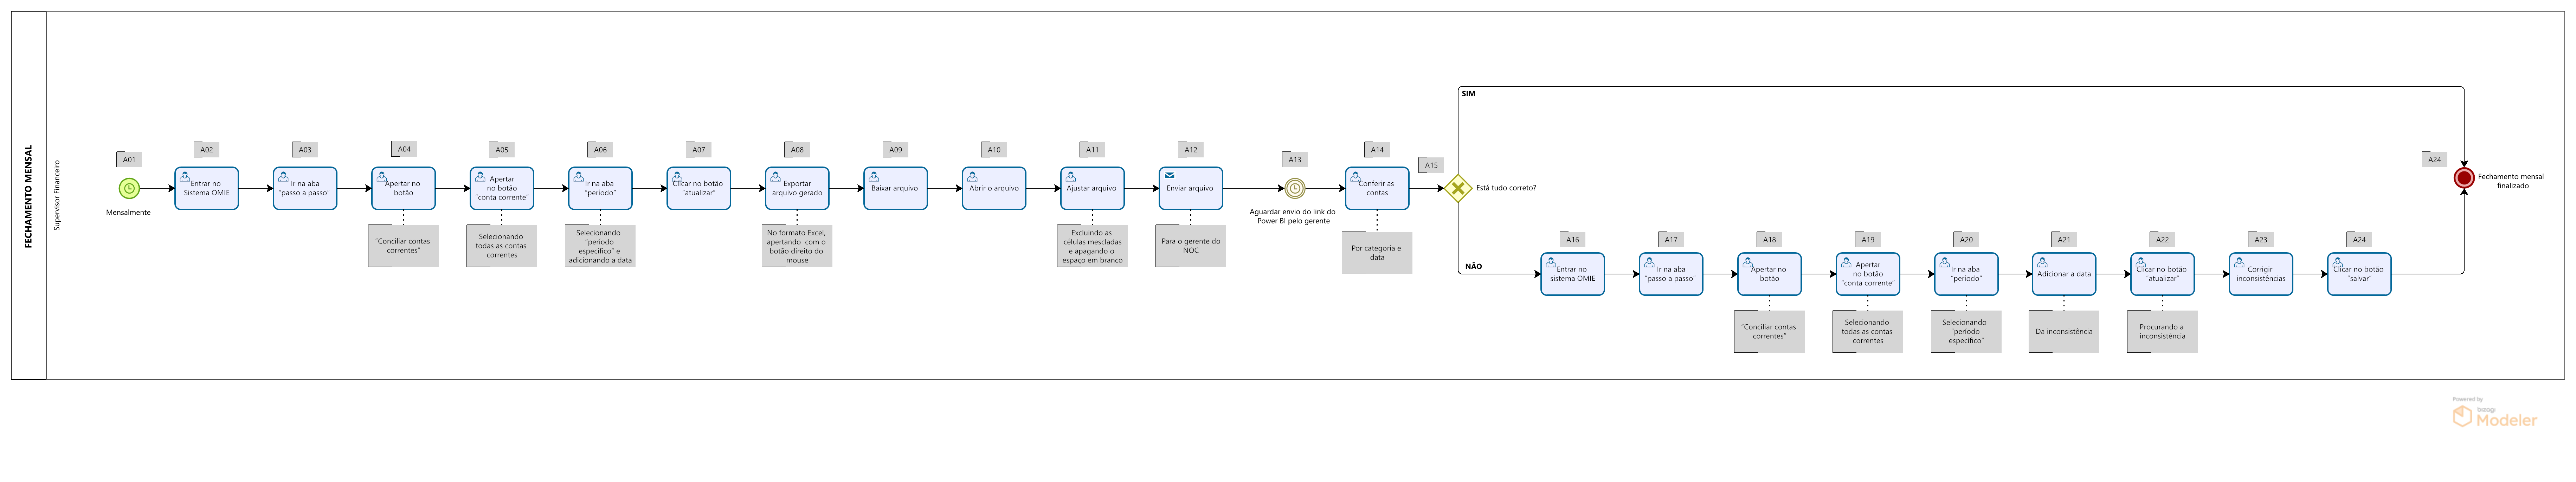 FECHAMENTO MENSAL
Supervisor Financeiro
A01
Mensalmente
A02
Entrar no
Sistema OMIE
A03
Ir na aba
"passo a passo"
A04
Apertar no
botão
"Conciliar contas
correntes"
A05
Apertar
no botão
"conta corrente"
Selecionando
todas as contas
correntes
A06
Ir na aba
"período"
Selecionando
"período
específico" e
adicionando a data
A07
Clicar no botão
"atualizar"
A08
Exportar
arquivo gerado
No formato Excel,
apertando com o
botão direito do
mouse
A09
Baixar arquivo
A10
Abrir o arquivo
A11
Ajustar arquivo
Excluindo as
células mescladas
e apagando o
espaço em branco
A12
Enviar arquivo
Para o gerente do
NOC
A13
Aguardar envio do link do
Power BI pelo gerente
A14
Conferir as
contas
Por categoria e
data
A15
Está tudo correto?
SIM
NÃO
A16
Entrar no
sistema OMIE
A17
Ir na aba
"passo a passo"
A18
Apertar no
botão
"Conciliar contas
correntes"
A19
Apertar
no botão
"conta corrente"
Selecionando
todas as contas
correntes
A20
Ir na aba
"período"
Selecionando
"período
específico"
A21
Adicionar a data
Da inconsistência
A22
Clicar no botão
"atualizar"
Procurando a
inconsistência
A23
Corrigir
inconsistências
A24
Clicar no botão
"salvar"
A24
Fechamento mensal
finalizado
Powered by
bizagi
Modeler